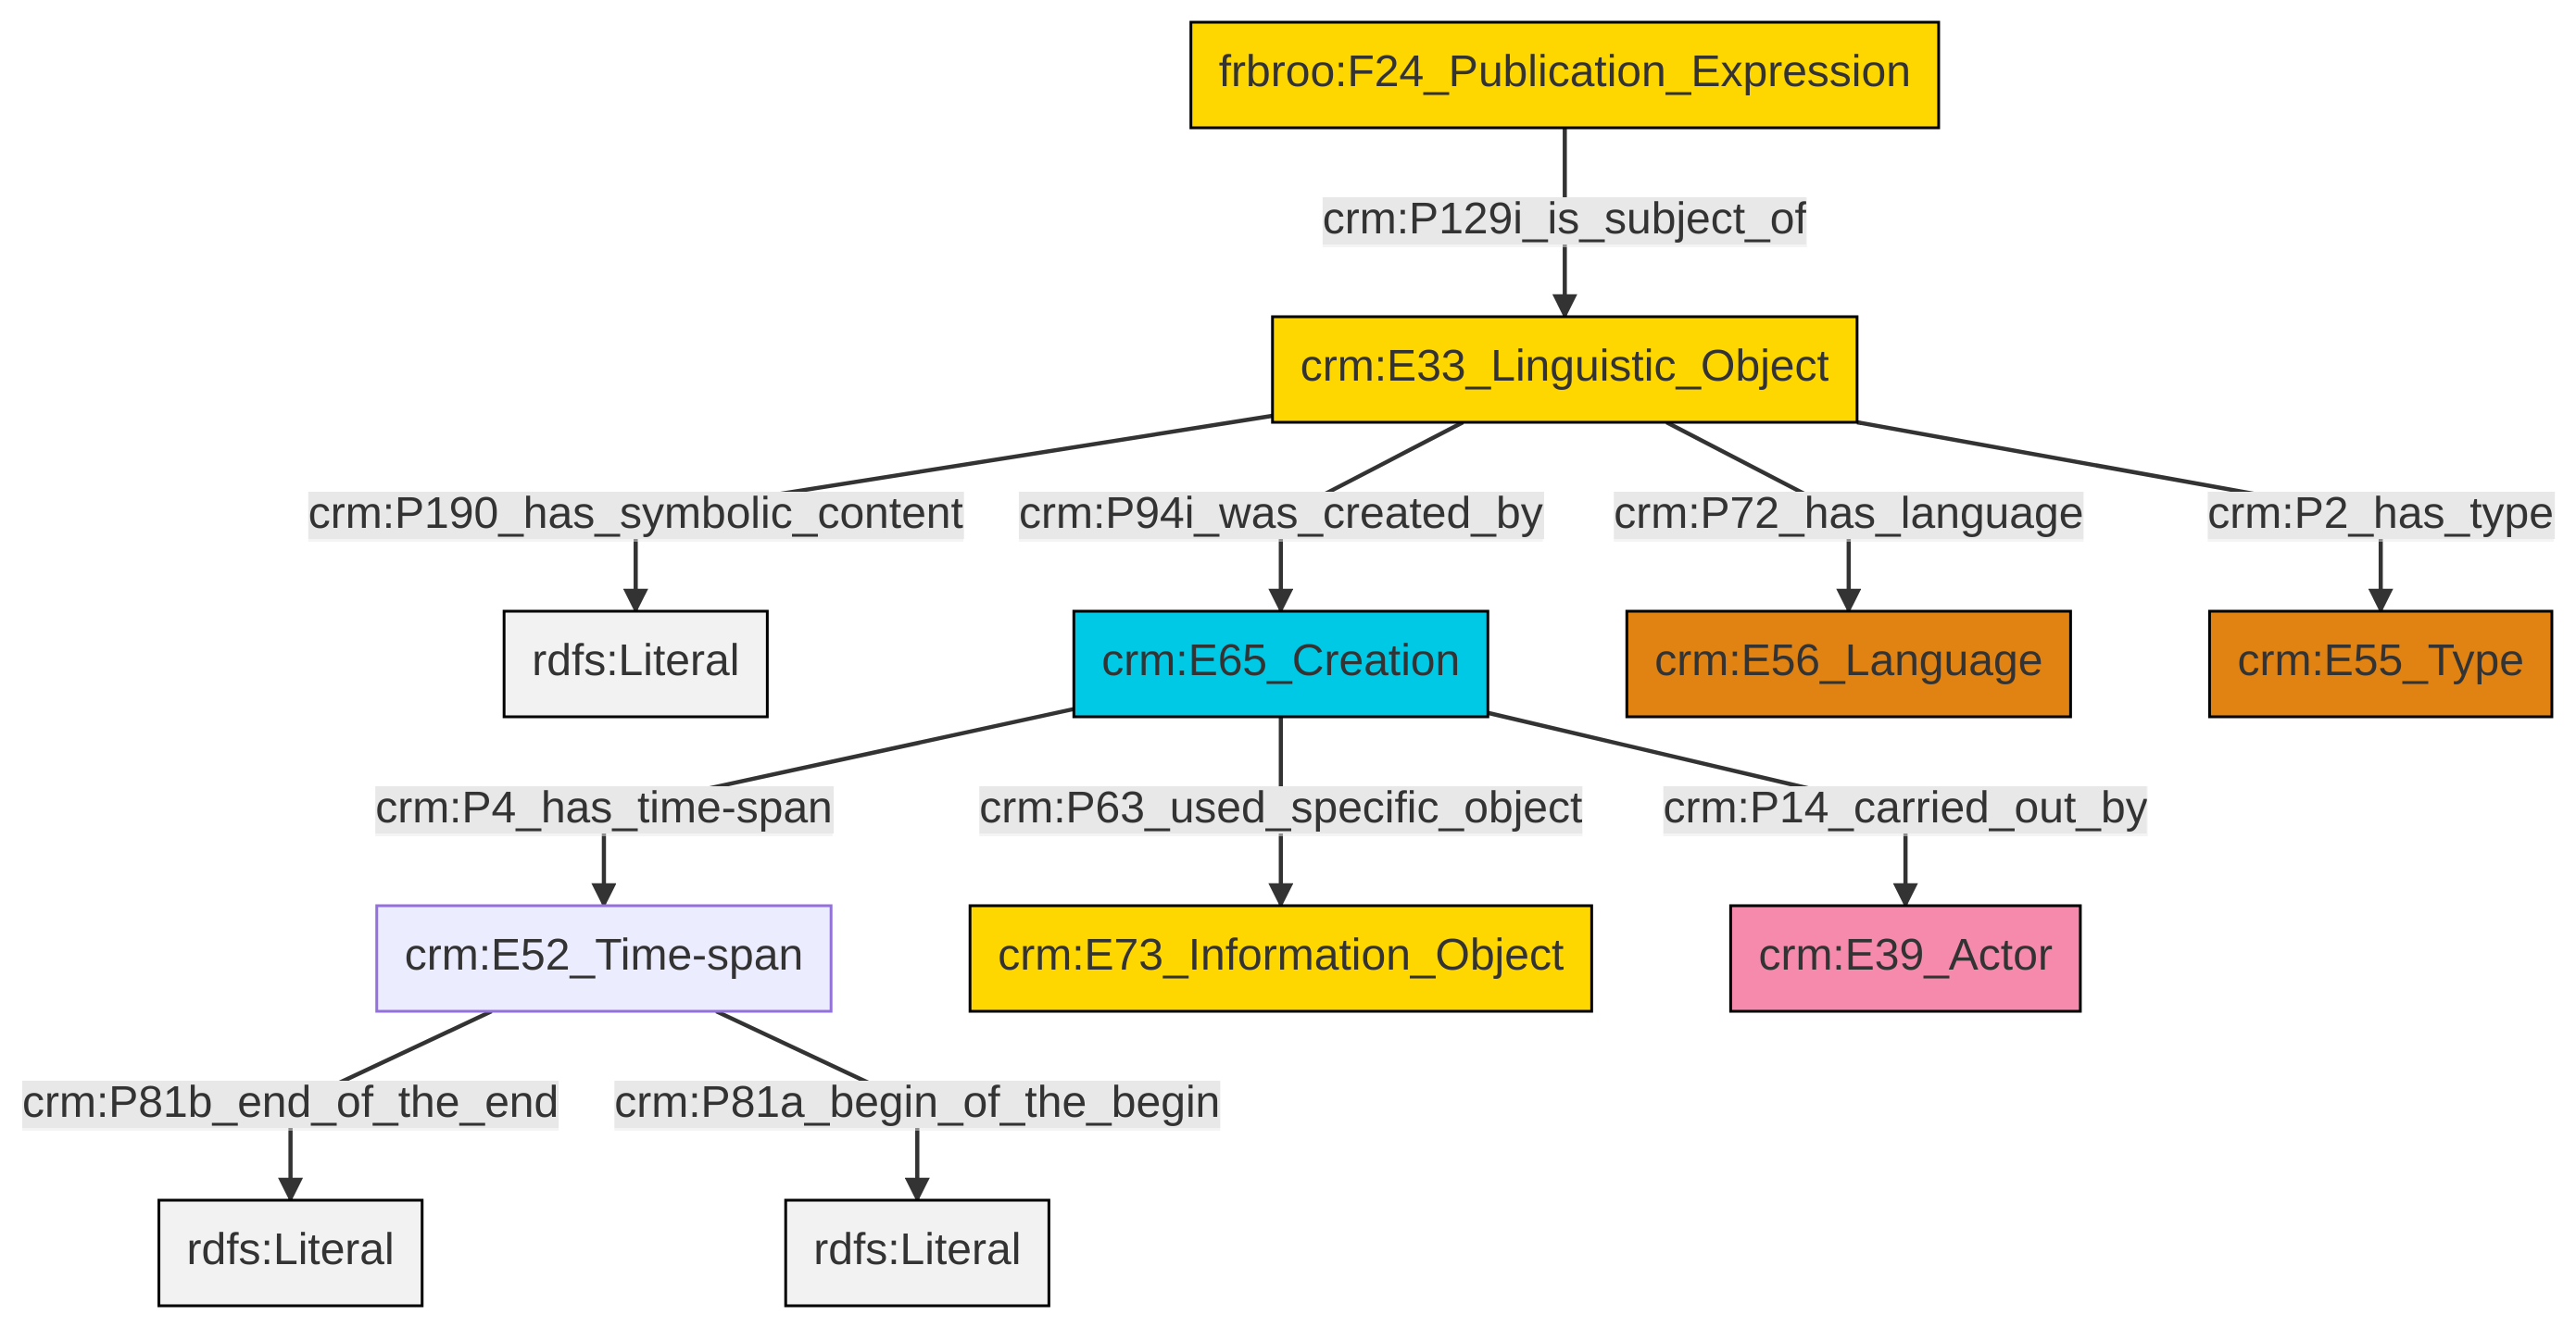 frbroo:F24_Publication_Expression
crm:P129i_is_subject_of
crm:E33_Linguistic_Object
crm:P190_has_symbolic_content
crm:P94i_was_created_by
crm:P72_has_language
crm:P2_has_type
rdfs:Literal
crm:E65_Creation
crm:E56_Language
crm:E55_Type
crm:P4_has_time-span
crm:P63_used_specific_object
crm:P14_carried_out_by
crm:E52_Time-span
crm:E73_Information_Object
crm:E39_Actor
crm:P81b_end_of_the_end
crm:P81a_begin_of_the_begin
rdfs:Literal
rdfs:Literal